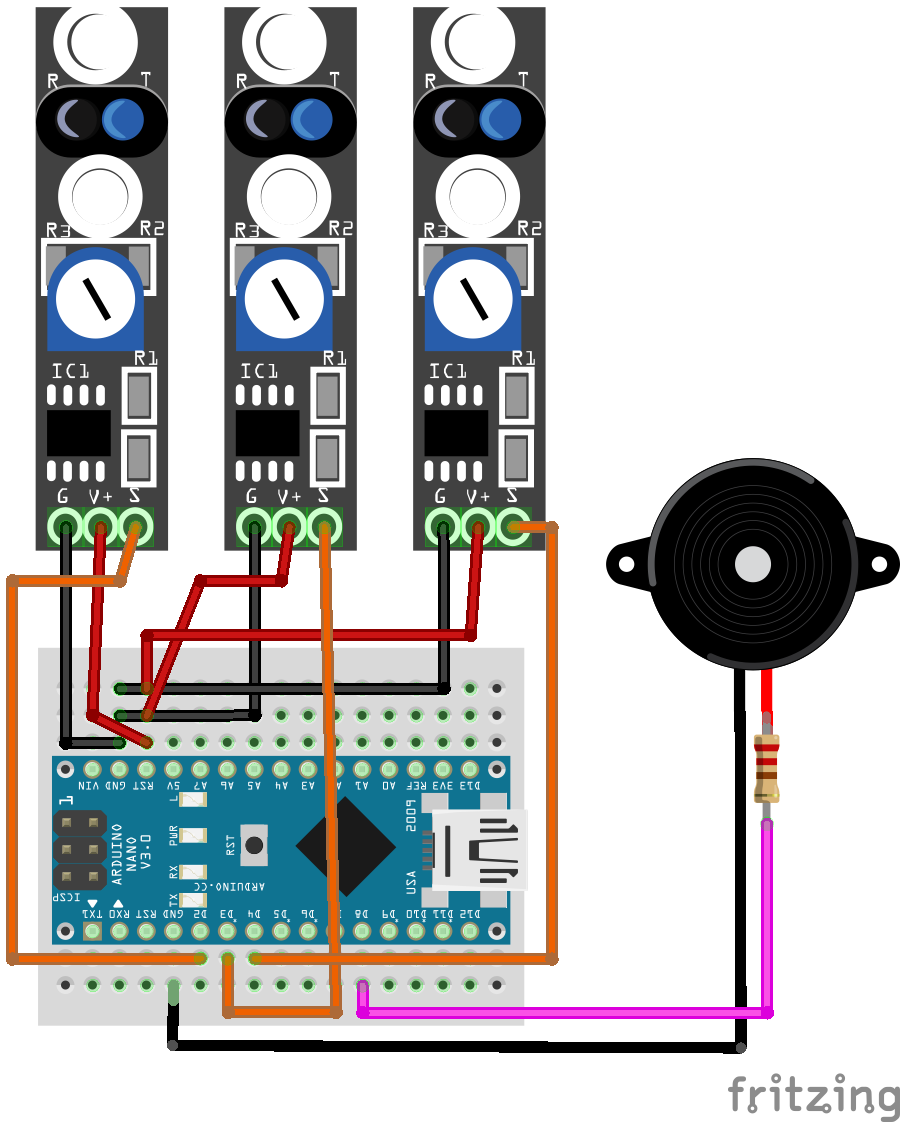 R T R T R T
R3 R2 R3 R2 R3 R2
R1 R1 R1
IC1 IC1 IC1
G V+ S G V+ S G V+ S
VIN GND RST 5V A7 A6 A5 A4 A3 A1 A0 REF 3V3 D13
1
L
PWR
RX
TX
RST
ARDUINO
NANO
V3.0
ICSP
ARDUINO.CC
2009
USA
TX1 RX0 RST GND D2 D3 D4 D5 D6 D8 D9 D10 D11 D12
fritzing